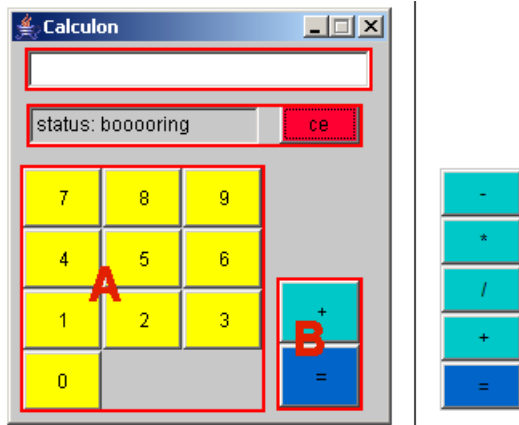 Calculon
status: booooring ce
7 8 9
4 5 6
1 2 3
0
A
+
B
=
-
*
/
+
=